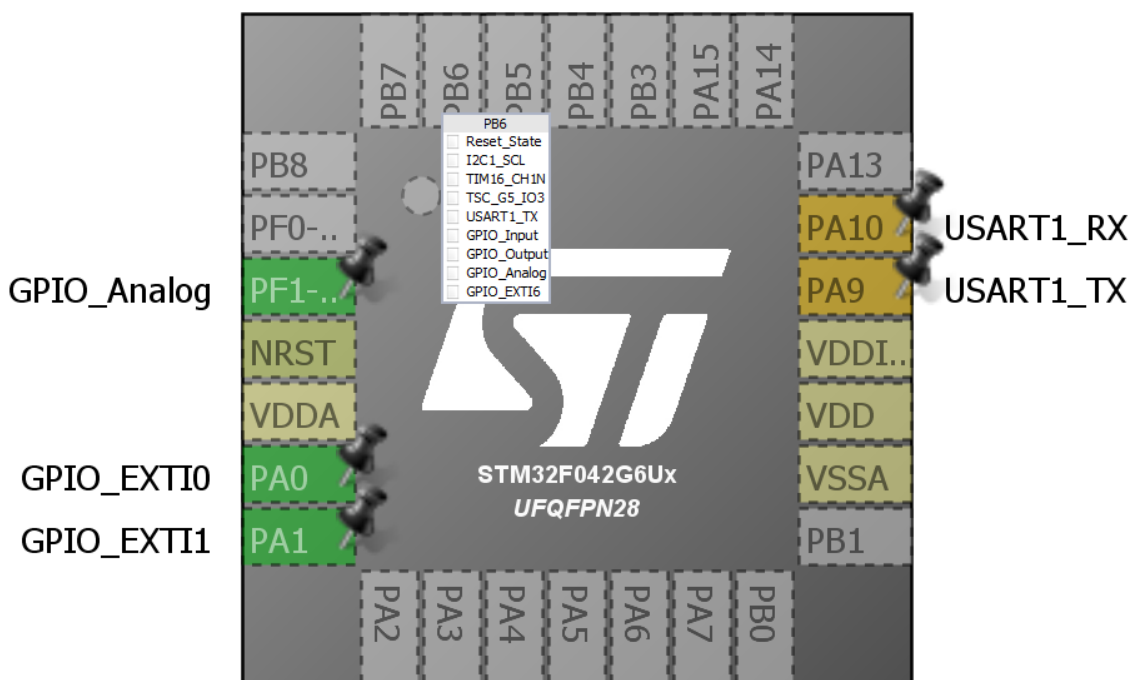 PB7
PB6
PB5
PB4
PB3
PA15
PA14
PB6
Reset_State
I2C1_SCL
TIM16_CH1N
TSC_G5_IO3
USART1_TX
GPIO_Input
GPIO_Output
GPIO_Analog
GPIO_EXTI6
PB8
PF0-..
GPIO_Analog PF1-..
NRST
VDDA
GPIO_EXTI0 PA0
GPIO_EXTI1 PA1
PA13
PA10 USART1_RX
PA9 USART1_TX
VDDI..
VDD
VSSA
PB1
ST
STM32F042G6Ux
UFQFPN28
PA2
PA3
PA4
PA5
PA6
PA7
PB0